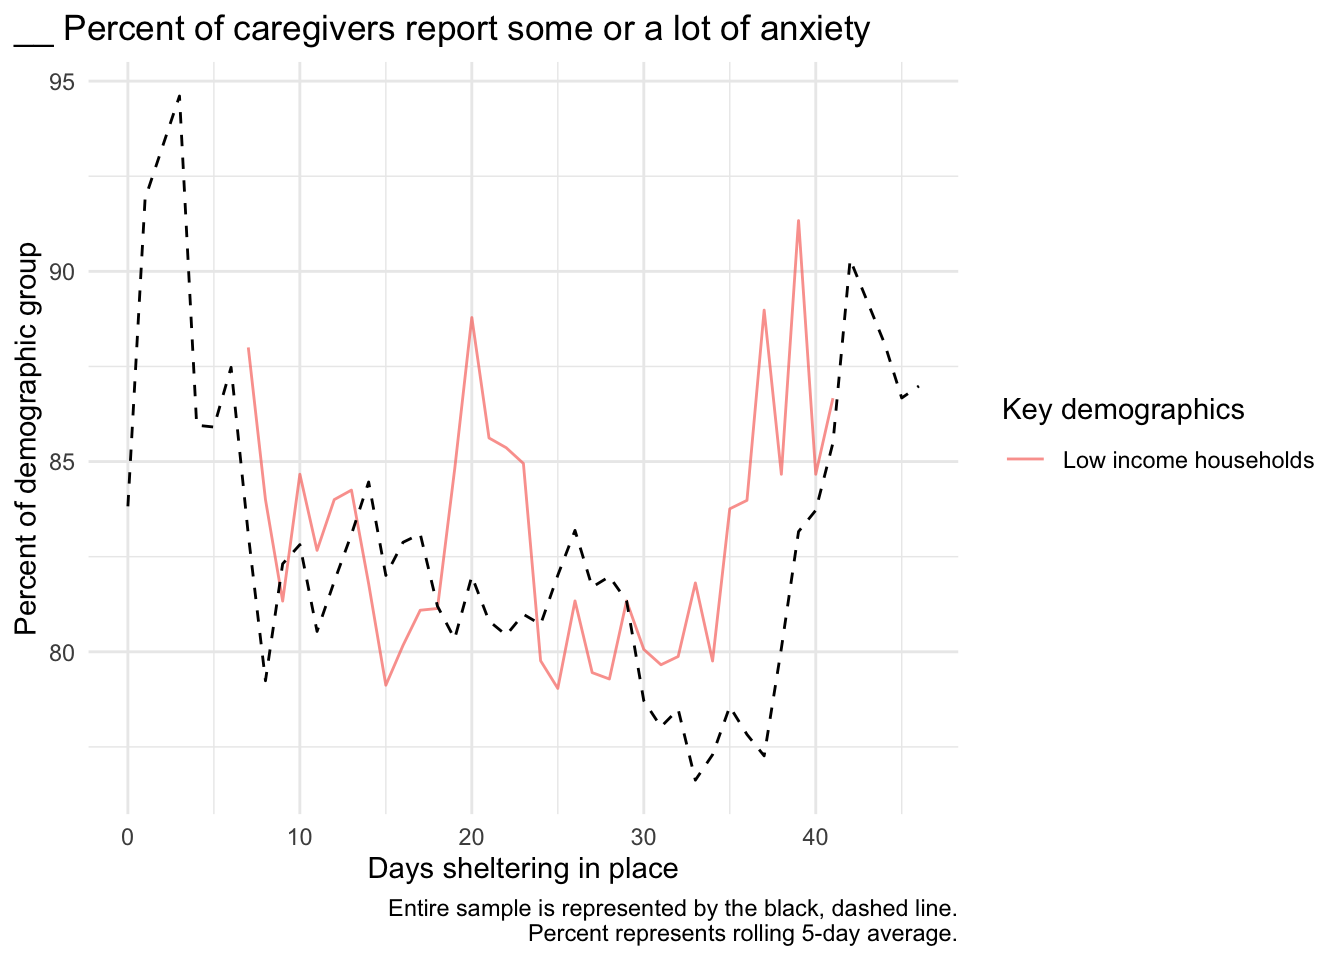 __ Percent of caregivers report some or a lot of anxiety
95
90
85
80
Percent of demographic group
0 10 20 30 40
Days sheltering in place
Key demographics
Low income households
Entire sample is represented by the black, dashed line.
Percent represents rolling 5-day average.